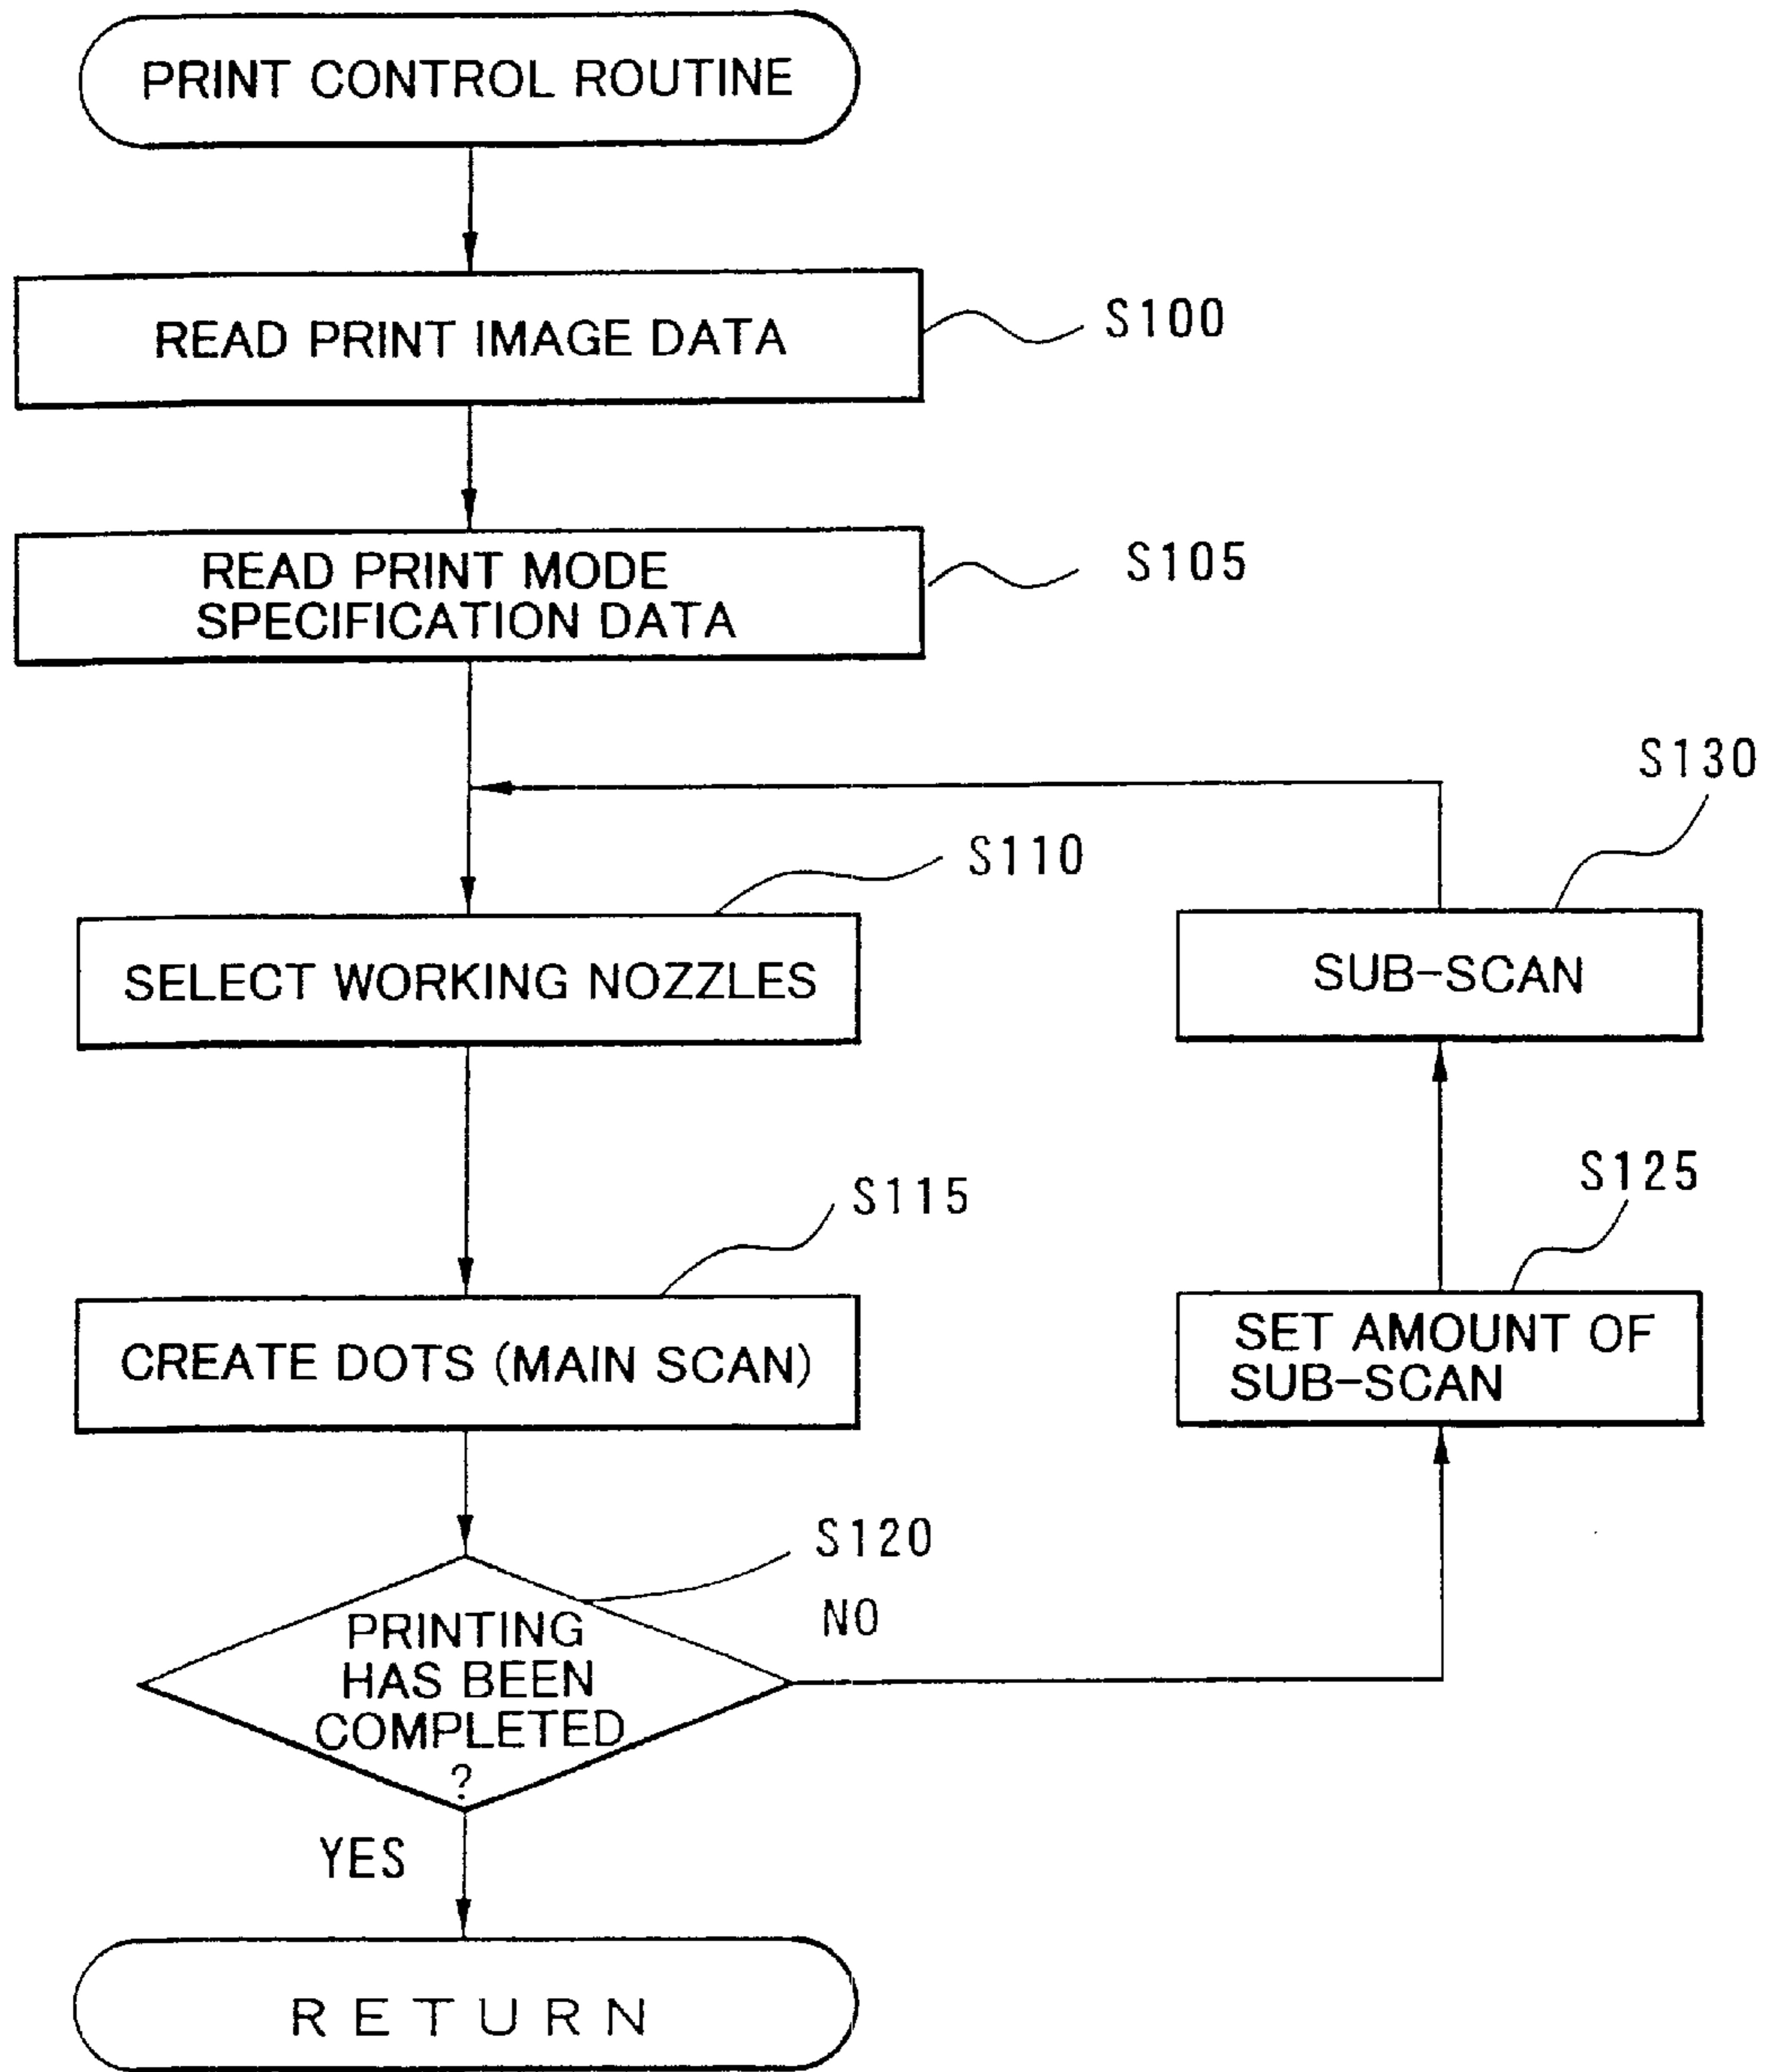 PRINT CONTROL ROUTINE
READ PRINT IMAGE DATA
S100
READ PRINT MODE
SPECIFICATION DATA
S105
S130
S110
SELECT WORKING NOZZLES
SUB-SCAN
S115
S125
CREATE DOTS (MAIN SCAN)
SET AMOUNT OF
SUB-SCAN
S120
NO
PRINTING
HAS BEEN
COMPLETED
?
YES
RETURN